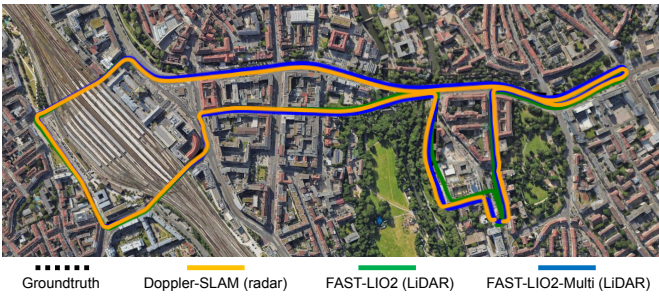 Groundtruth
Doppler-SLAM (radar)
FAST-LIO2 (LiDAR)
FAST-LIO2-Multi (LiDAR)